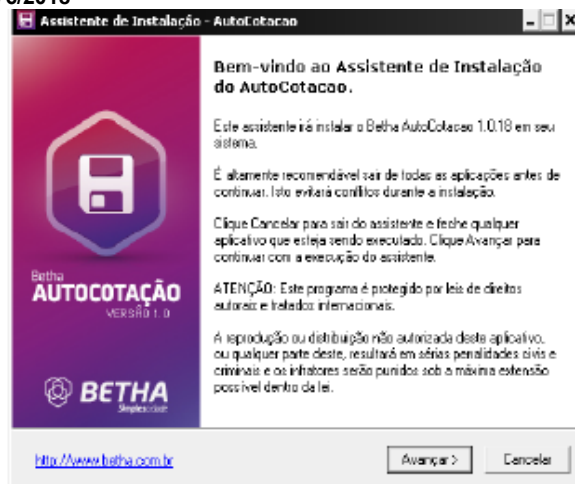 Assistente de Instalação - AutoCotacao
Bem-vindo ao Assistente de Instalação
do AutoCotacao.
Este assistente irá instalar o Betha AutoCotacao 1.0.18 em seu
sistema.
É altamente recomendável sair de todas as aplicações antes de
continuar. Isto evitará conflitos durante a instalação.
Clique Cancelar para sair do assistente e feche qualquer
aplicativo que esteja sendo executado. Clique Avançar para
continuar com a execução do assistente.
ATENÇÃO: Este programa é protegido por leis de direitos
autorais e tratados internacionais.
A reprodução ou distribuição não autorizada deste aplicativo,
ou qualquer parte deste, resultará em sérias penalidades civis e
criminais e os infratores serão punidos sob a máxima extensão
possível dentro da lei.
Betha
AUTOCOTAÇÃO
VERSÃO 1.0
BETHA
http://www.betha.com.br
Avançar >
Cancelar